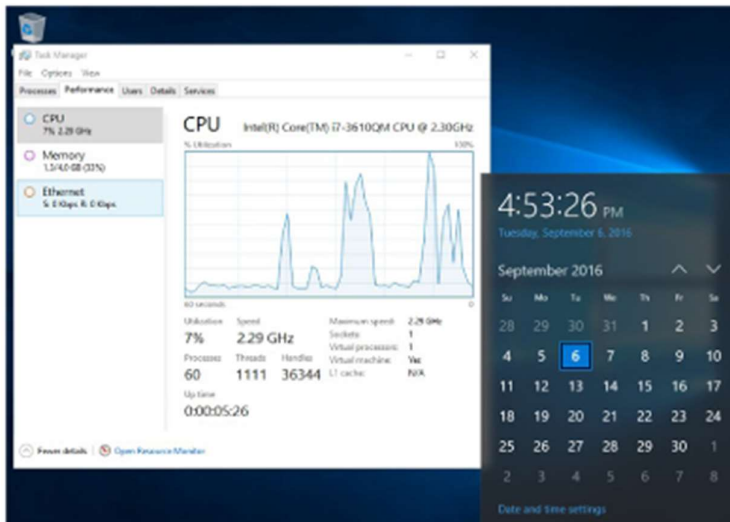 Task Manager
File Options View
Processes Performance Users Details Services
CPU
7% 2.29 GHz
Memory
1.3/4.0 GB (33%)
Ethernet
S: 0 Kbps R: 0 Kbps
CPU Intel(R) Core(TM) i7-3610QM CPU @ 2.30GHz
% Utilization 100%
60 seconds 0
Utilization Speed Maximum speed: 2.29 GHz
7% 2.29 GHz Sockets: 1
Virtual processors: 1
Processes Threads Handles Virtual machine: Yes
60 1111 36344 L1 cache: N/A
Up time
0:00:05:26
Fewer details Open Resource Monitor
4:53:26 PM
Tuesday, September 6, 2016
September 2016
Su Mo Tu We Th Fr Sa
28 29 30 31 1 2 3
4 5 6 7 8 9 10
11 12 13 14 15 16 17
18 19 20 21 22 23 24
25 26 27 28 29 30 1
2 3 4 5 6 7 8
Date and time settings